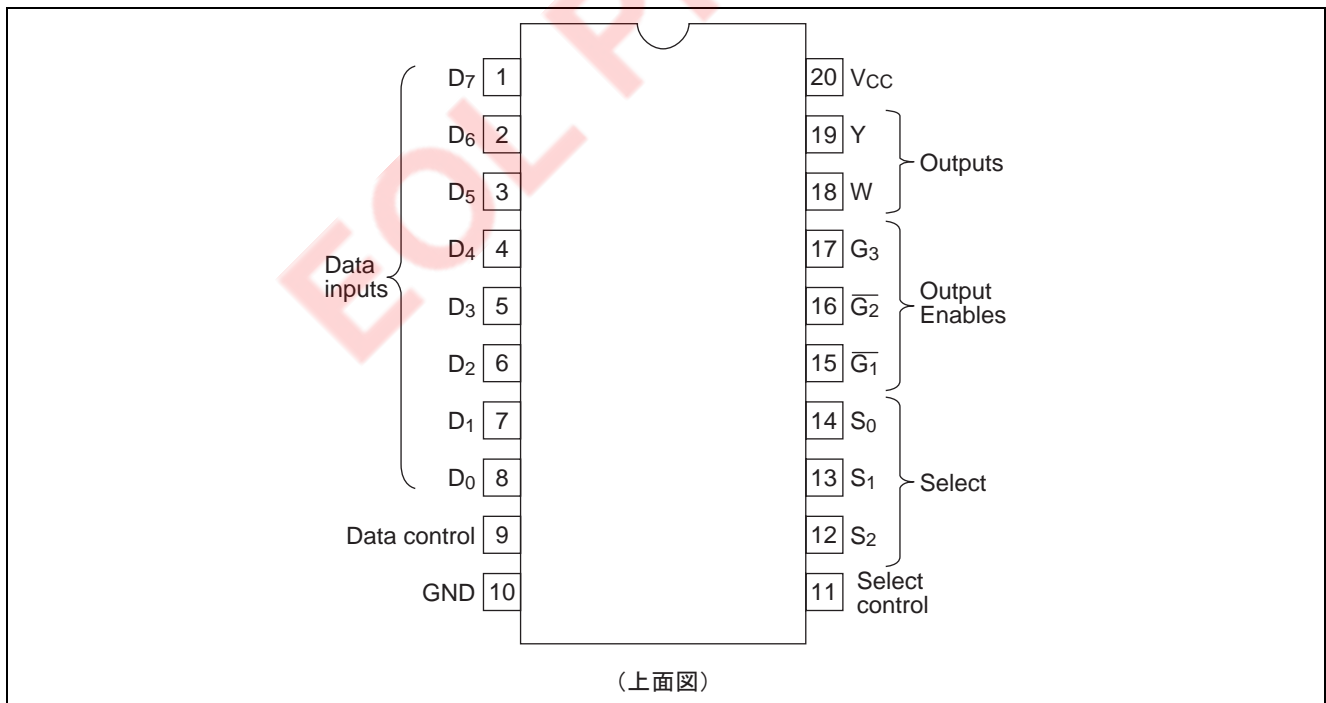 D7 1
D6 2
D5 3
D4 4
D3 5
D2 6
D1 7
D0 8
Data inputs
Data control 9
GND 10
20 VCC
19 Y
18 W
Outputs
17 G3
16 G2
15 G1
Output Enables
14 S0
13 S1
12 S2
Select
11 Select control
(上面図)
EOL P